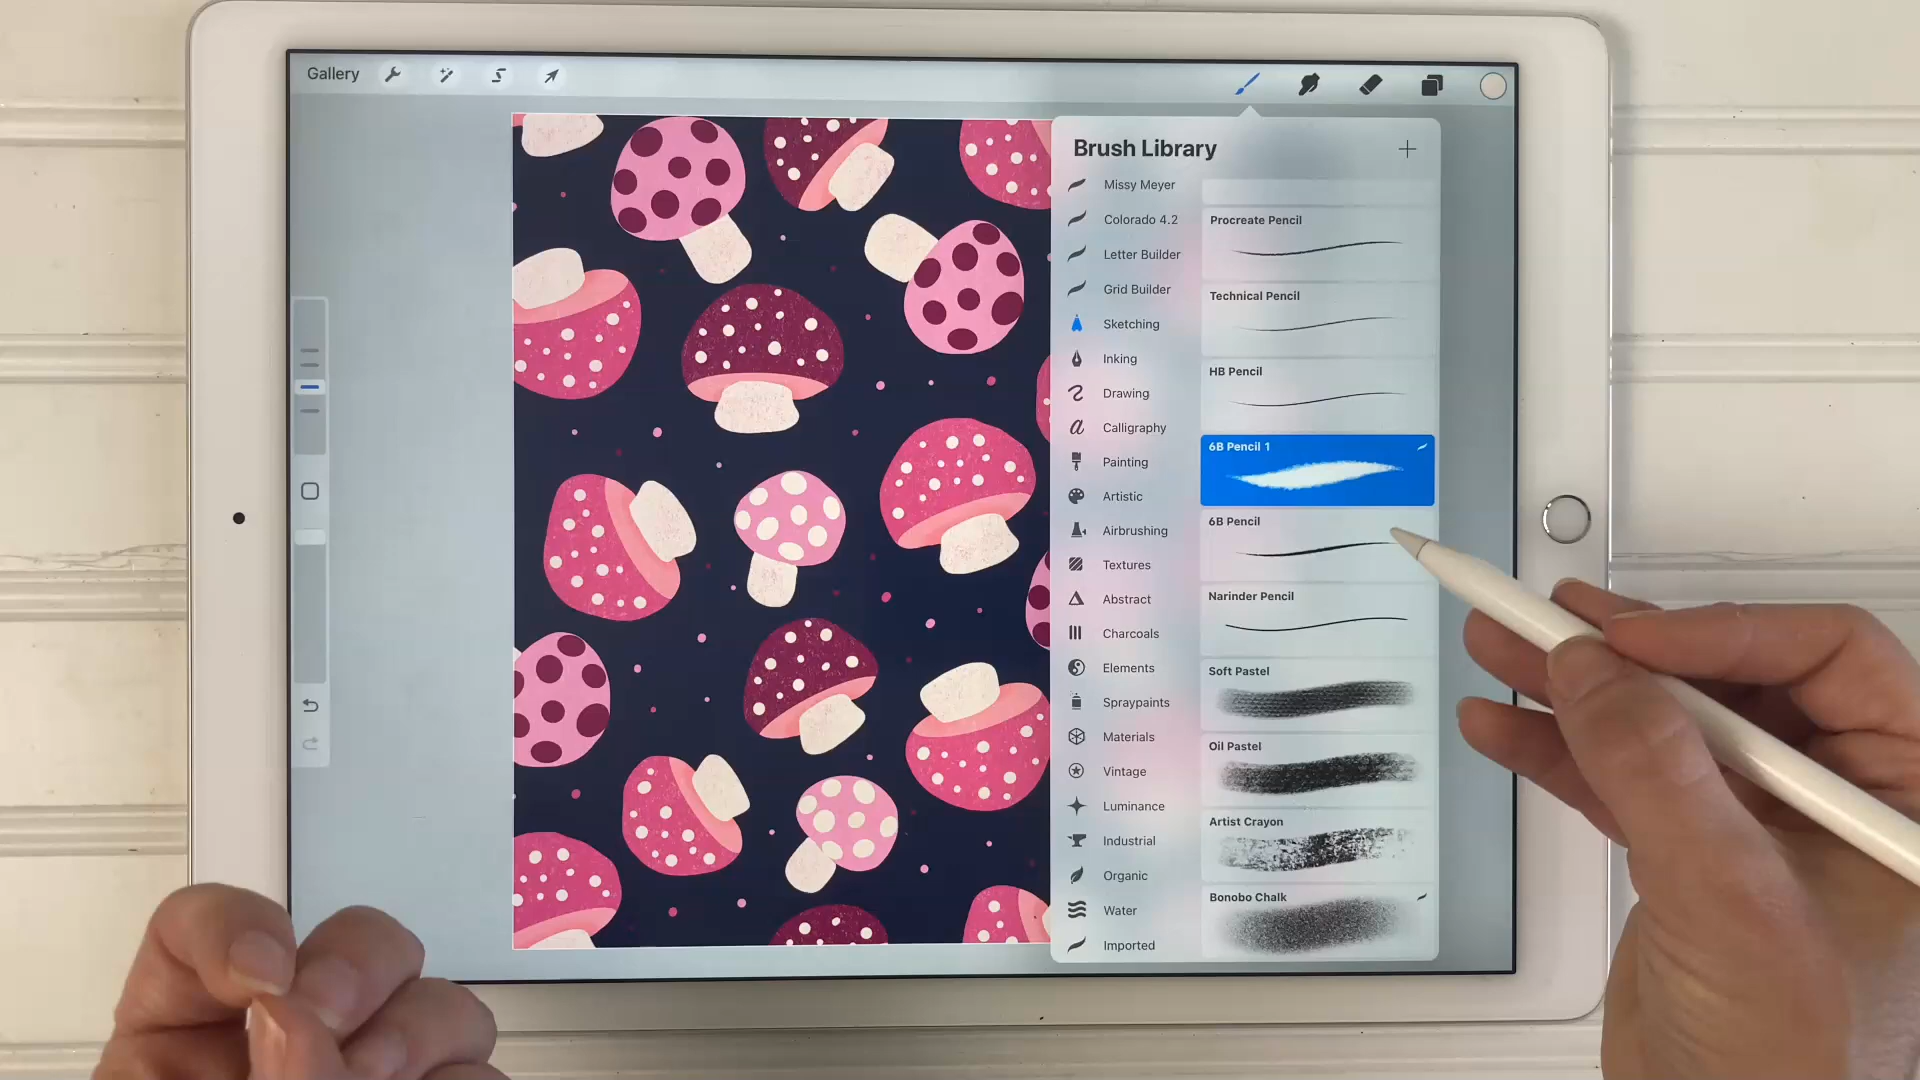 Gallery
Brush Library
Missy Meyer
Colorado 4.2
Letter Builder
Grid Builder
Sketching
Inking
Drawing
Calligraphy
Painting
Artistic
Airbrushing
Textures
Abstract
Charcoals
Elements
Spraypaints
Materials
Vintage
Luminance
Industrial
Organic
Water
Imported
Procreate Pencil
Technical Pencil
HB Pencil
6B Pencil 1
6B Pencil
Narinder Pencil
Soft Pastel
Oil Pastel
Artist Crayon
Bonobo Chalk